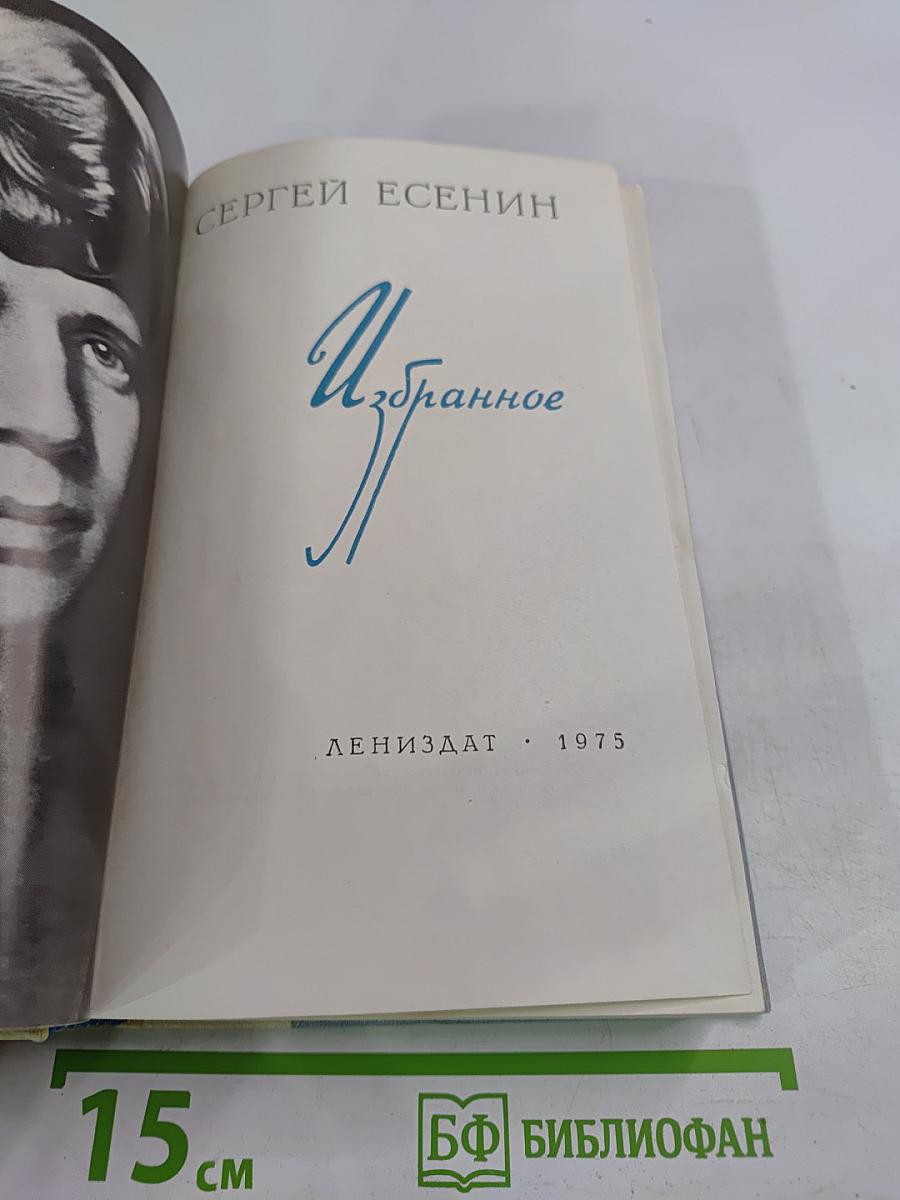 СЕРГЕЙ ЕСЕНИН
Избранное
ЛЕНИЗДАТ · 1975
15 см
БФ БИБЛИОФАН